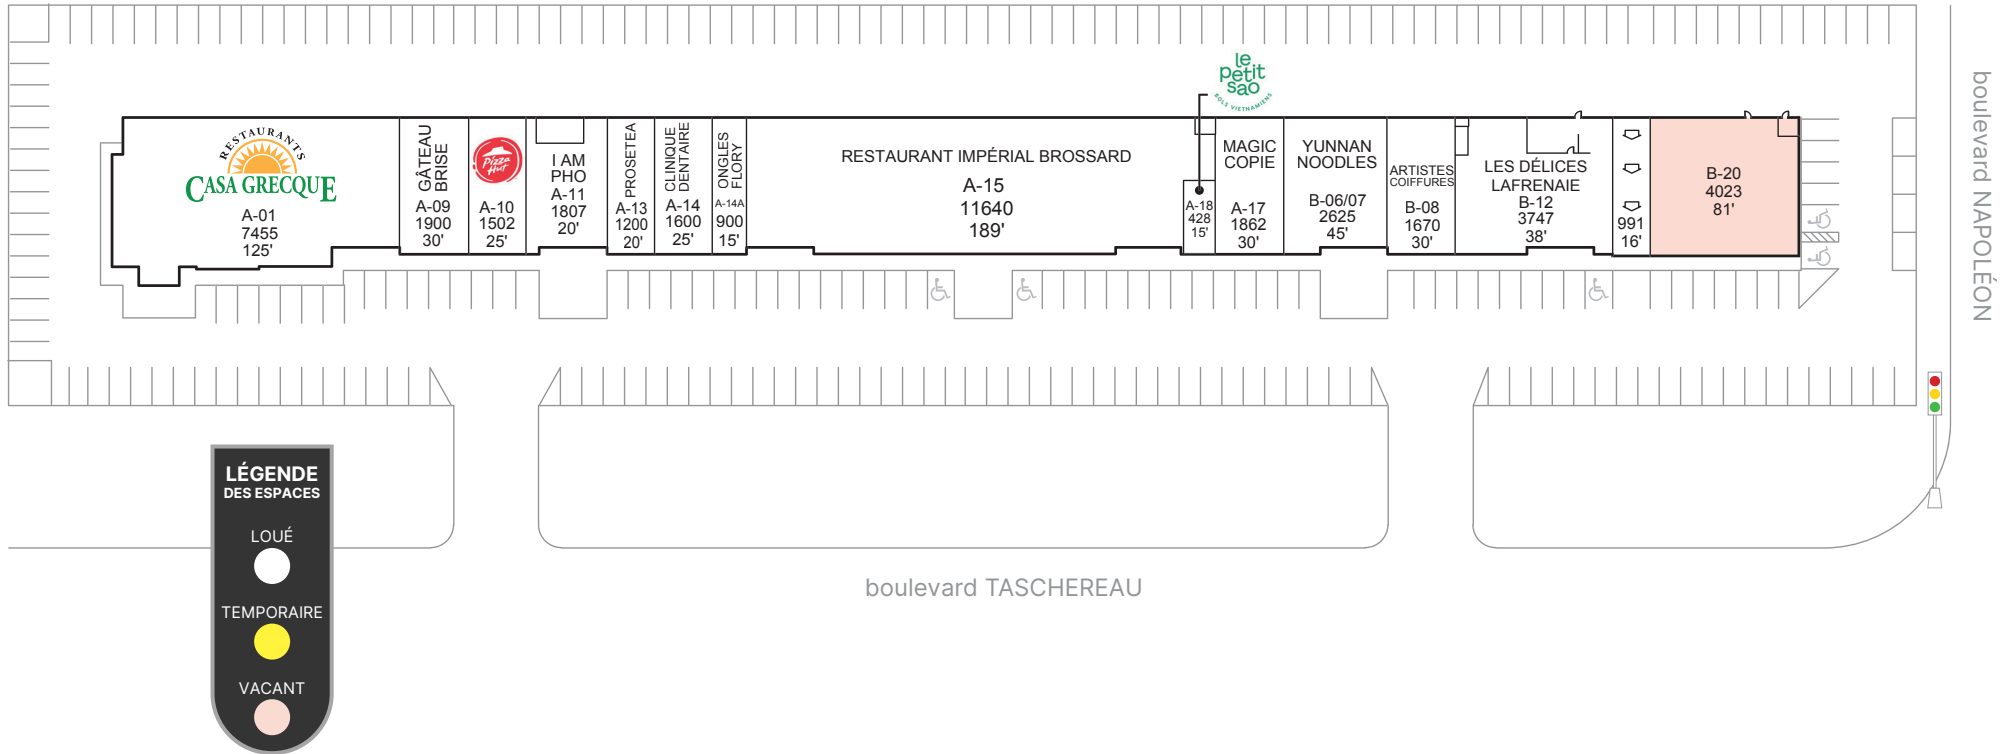 le
petit
sao
BOLS VIETNAMIENS
RESTAURANTS
CASA GRECQUE
A-01
7455
125'
GÂTEAU
BRISE
A-09
1900
30'
Pizza
Hut
A-10
1502
25'
I AM
PHO
A-11
1807
20'
PROSETEA
A-13
1200
20'
CLINIQUE
DENTAIRE
A-14
1600
25'
ONGLES
FLORY
A-14A
900
15'
RESTAURANT IMPÉRIAL BROSSARD
A-15
11640
189'
A-18
428
15'
MAGIC
COPIE
A-17
1862
30'
YUNNAN
NOODLES
B-06/07
2625
45'
ARTISTES
COIFFURES
B-08
1670
30'
LES DÉLICES
LAFRENAIE
B-12
3747
38'
991
16'
B-20
4023
81'
boulevard NAPOLÉON
boulevard TASCHEREAU
LÉGENDE
DES ESPACES
LOUÉ
TEMPORAIRE
VACANT